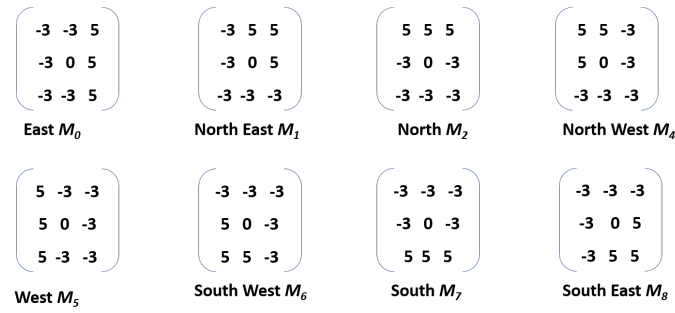 -3 -3 5
-3 0 5
-3 -3 5
East M0
-3 5 5
-3 0 5
-3 -3 -3
North East M1
5 5 5
-3 0 -3
-3 -3 -3
North M2
5 5 -3
5 0 -3
-3 -3 -3
North West M4
5 -3 -3
5 0 -3
5 -3 -3
West M5
-3 -3 -3
5 0 -3
5 5 -3
South West M6
-3 -3 -3
-3 0 -3
5 5 5
South M7
-3 -3 -3
-3 0 5
-3 5 5
South East M8